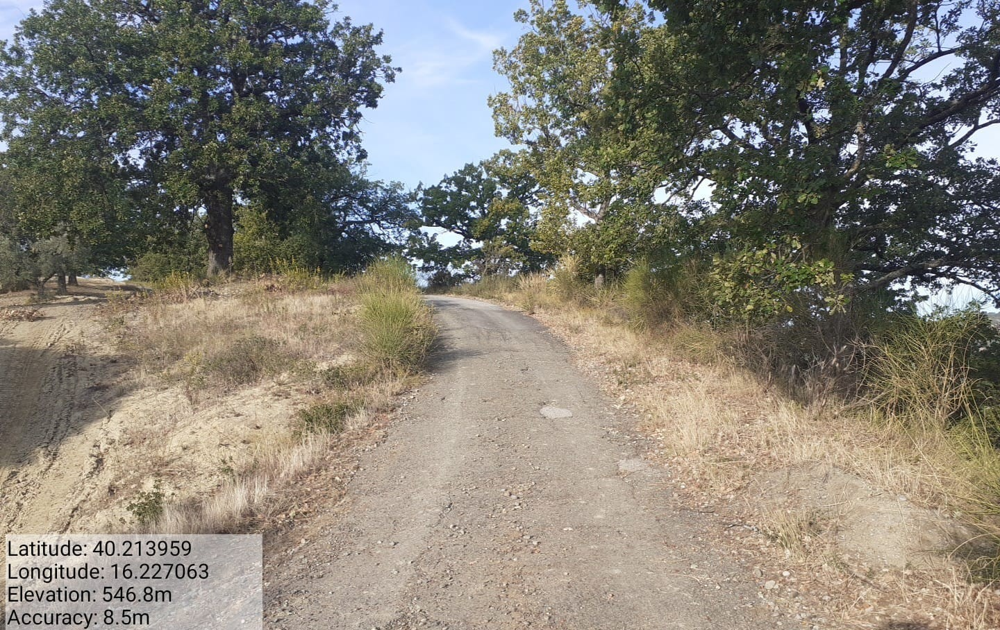 Latitude: 40.213959
Longitude: 16.227063
Elevation: 546.8m
Accuracy: 8.5m